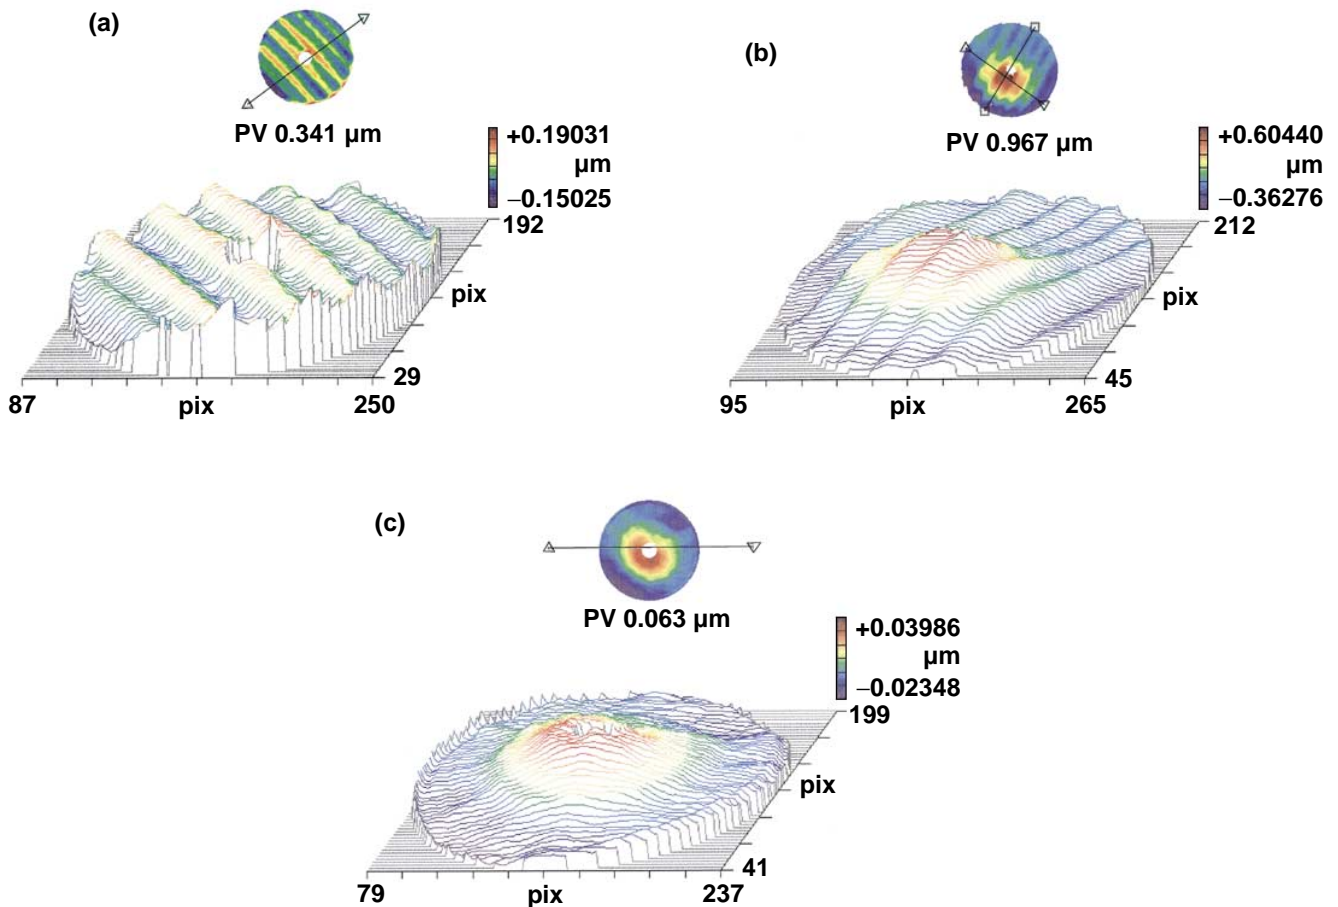 (a)
PV 0.341 µm
+0.19031
µm
−0.15025
192
pix
29
87
pix
250
(b)
PV 0.967 µm
+0.60440
µm
−0.36276
212
pix
45
95
pix
265
(c)
PV 0.063 µm
+0.03986
µm
−0.02348
199
pix
41
79
pix
237